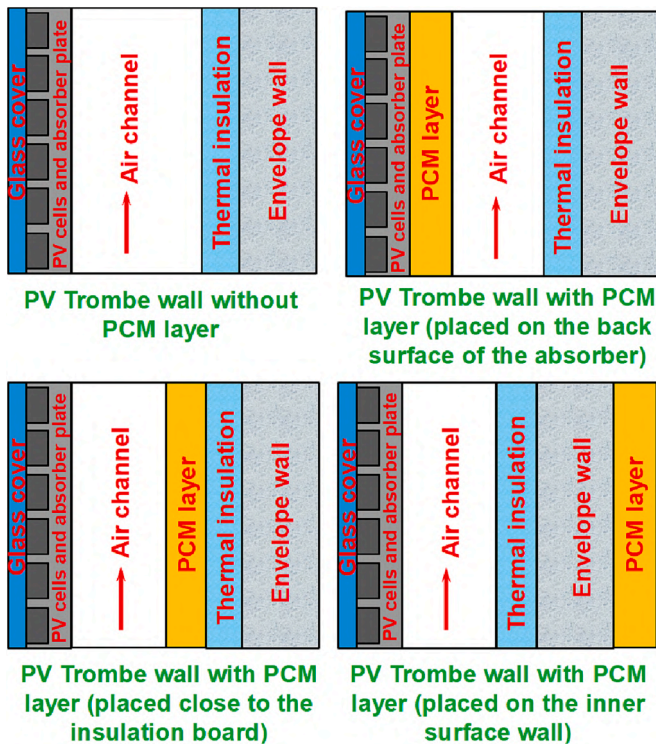 Glass cover
PV cells and absorber plate
Air channel
Thermal insulation
Envelope wall
PV Trombe wall without
PCM layer
Glass cover
PV cells and absorber plate
PCM layer
Air channel
Thermal insulation
Envelope wall
PV Trombe wall with PCM
layer (placed on the back
surface of the absorber)
Glass cover
PV cells and absorber plate
Air channel
PCM layer
Thermal insulation
Envelope wall
PV Trombe wall with PCM
layer (placed close to the
insulation board)
Glass cover
PV cells and absorber plate
Air channel
Thermal insulation
Envelope wall
PCM layer
PV Trombe wall with PCM
layer (placed on the inner
surface wall)